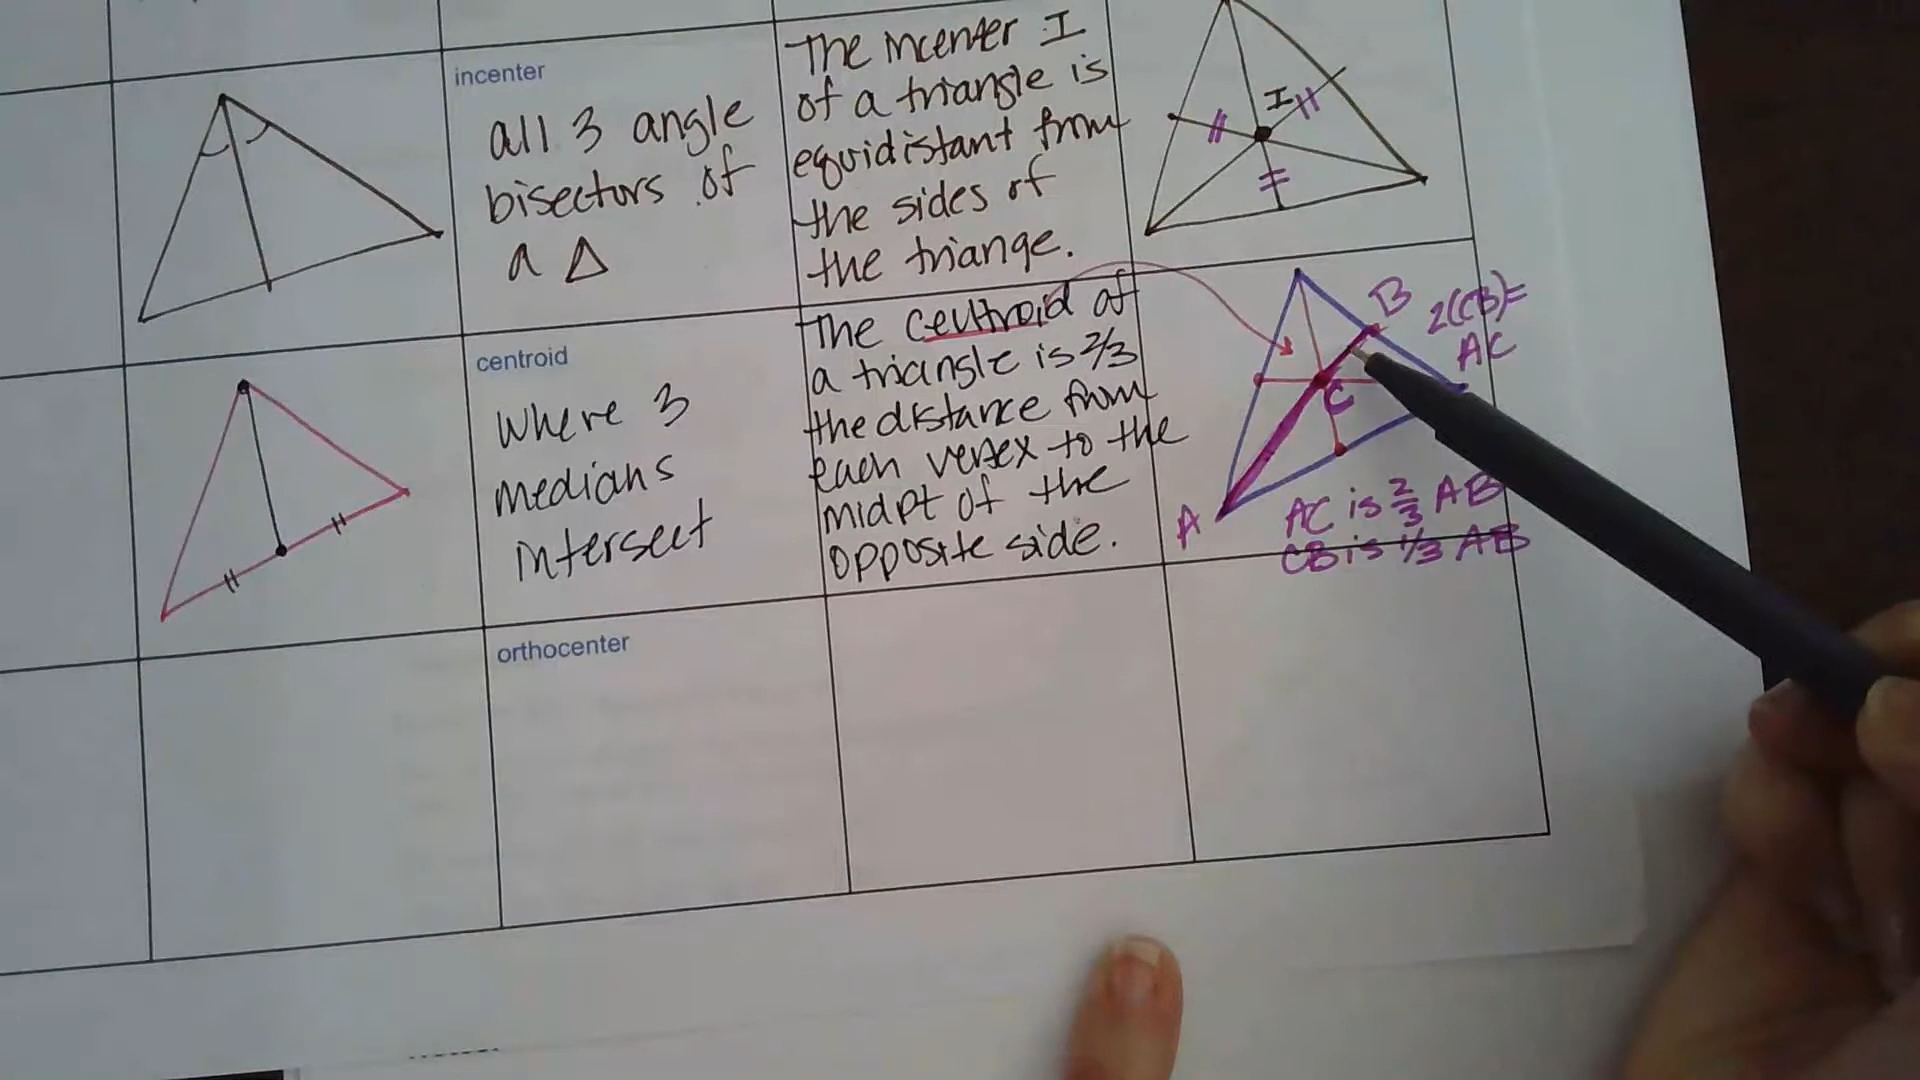 incenter
all 3 angle
bisectors of
a Δ
The incenter I
of a triangle is
equidistant from
the sides of
the triange.
I
centroid
where 3
medians
intersect
The centroid of
a triangle is 2/3
the distance from
each vertex to the
midpt of the
opposite side.
B
2(CB)=
AC
C
A
AC is 2/3 AB
CB is 1/3 AB
orthocenter